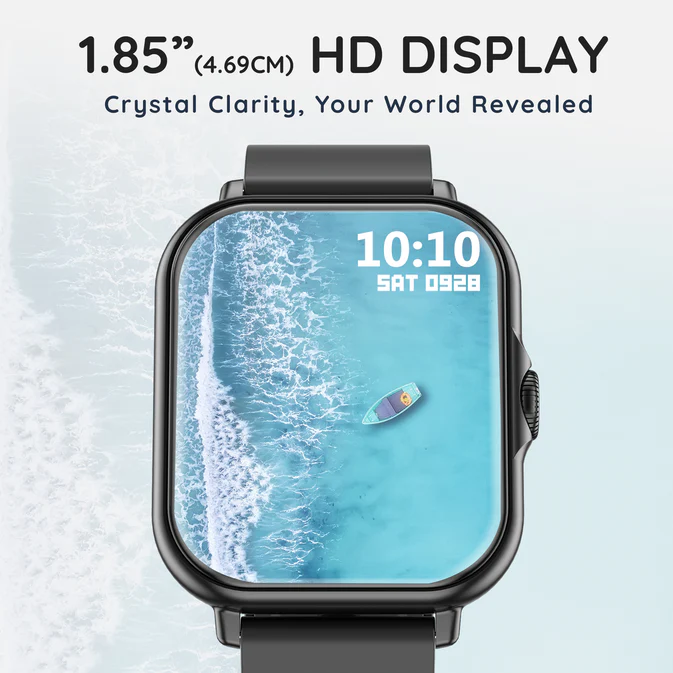 1.85”(4.69CM) HD DISPLAY
Crystal Clarity, Your World Revealed
10:10
SAT 0928